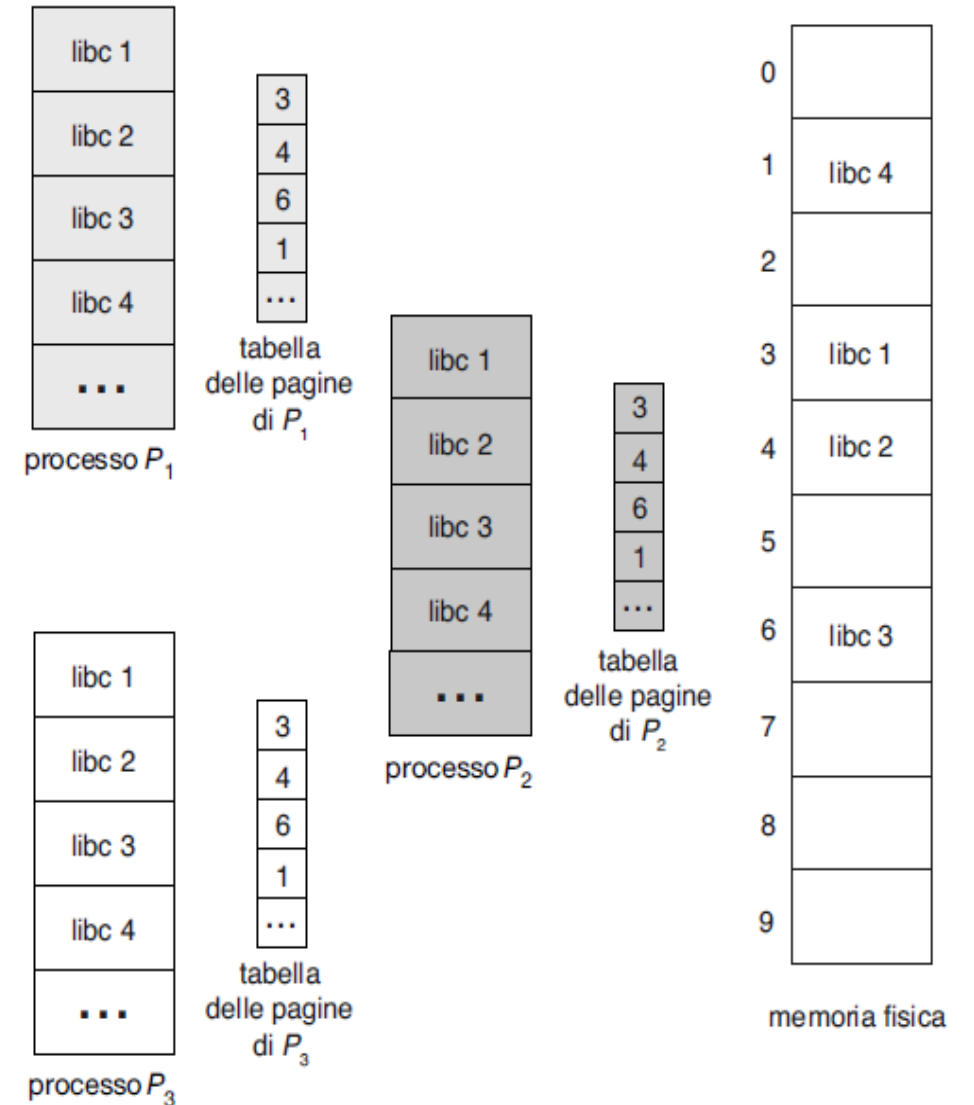 libc 1
libc 2
libc 3
libc 4
...
processo P1
3
4
6
1
...
tabella
delle pagine
di P1
libc 1
libc 2
libc 3
libc 4
...
processo P2
3
4
6
1
...
tabella
delle pagine
di P2
libc 1
libc 2
libc 3
libc 4
...
processo P3
3
4
6
1
...
tabella
delle pagine
di P3
0
1 libc 4
2
3 libc 1
4 libc 2
5
6 libc 3
7
8
9
memoria fisica